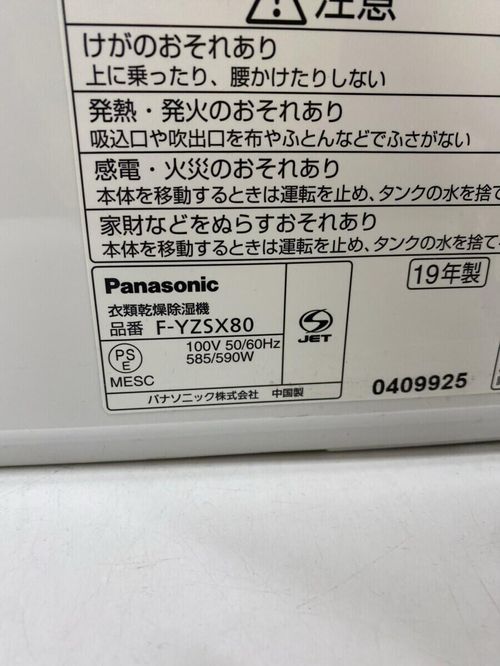 注意
けがのおそれあり
上に乗ったり、腰かけたりしない
発熱・発火のおそれあり
吸込口や吹出口を布やふとんなどでふさがない
感電・火災のおそれあり
本体を移動するときは運転を止め、タンクの水を捨て
家財などをぬらすおそれあり
本体を移動するときは運転を止め、タンクの水を捨て
Panasonic
衣類乾燥除湿機
品番 F-YZSX80
100V 50/60Hz
585/590W
PS
E
MESC
JET
パナソニック株式会社 中国製
19年製
0409925